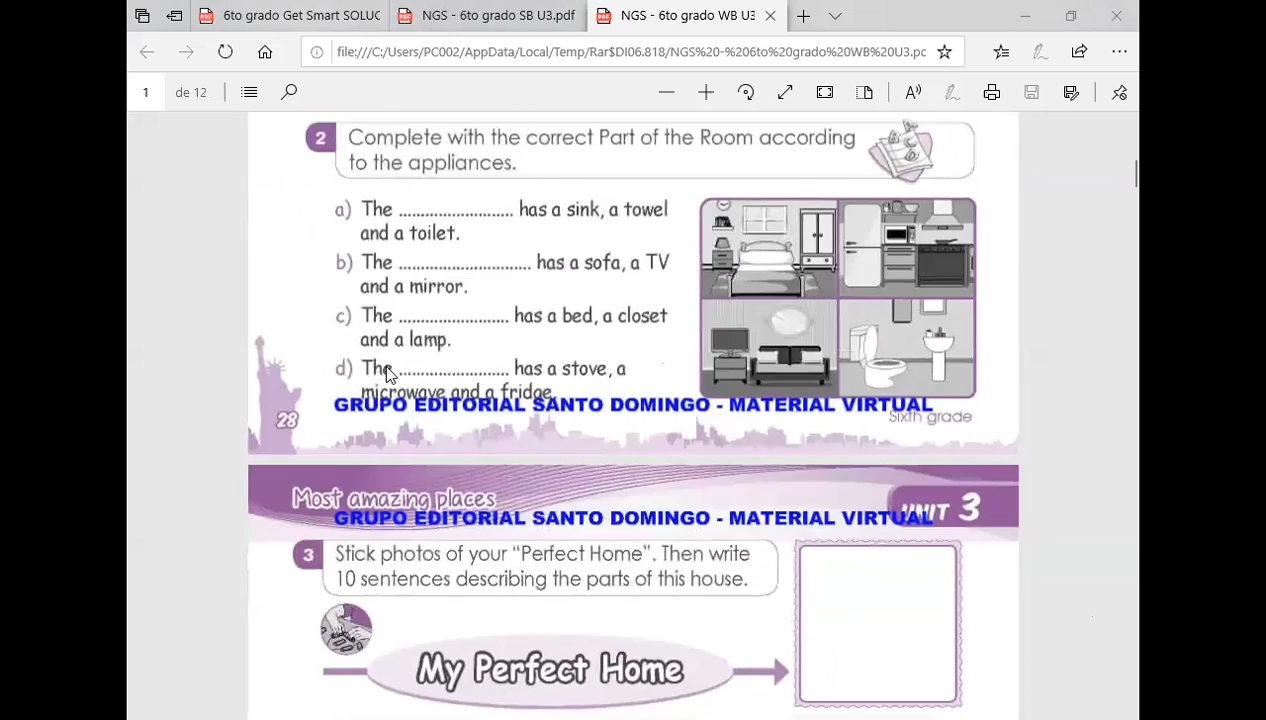 6to grado Get Smart SOLUC
NGS - 6to grado SB U3.pdf
NGS - 6to grado WB U3
file:///C:/Users/PC002/AppData/Local/Temp/Rar$DI06.818/NGS%20-%206to%20grado%20WB%20U3.pc
1 de 12
2 Complete with the correct Part of the Room according
to the appliances.
a) The .......................... has a sink, a towel
and a toilet.
b) The .............................. has a sofa, a TV
and a mirror.
c) The ......................... has a bed, a closet
and a lamp.
d) The ......................... has a stove, a
microwave and a fridge.
GRUPO EDITORIAL SANTO DOMINGO - MATERIAL VIRTUAL
28
Sixth grade
Most amazing places
UNIT 3
GRUPO EDITORIAL SANTO DOMINGO - MATERIAL VIRTUAL
3 Stick photos of your “Perfect Home”. Then write
10 sentences describing the parts of this house.
My Perfect Home